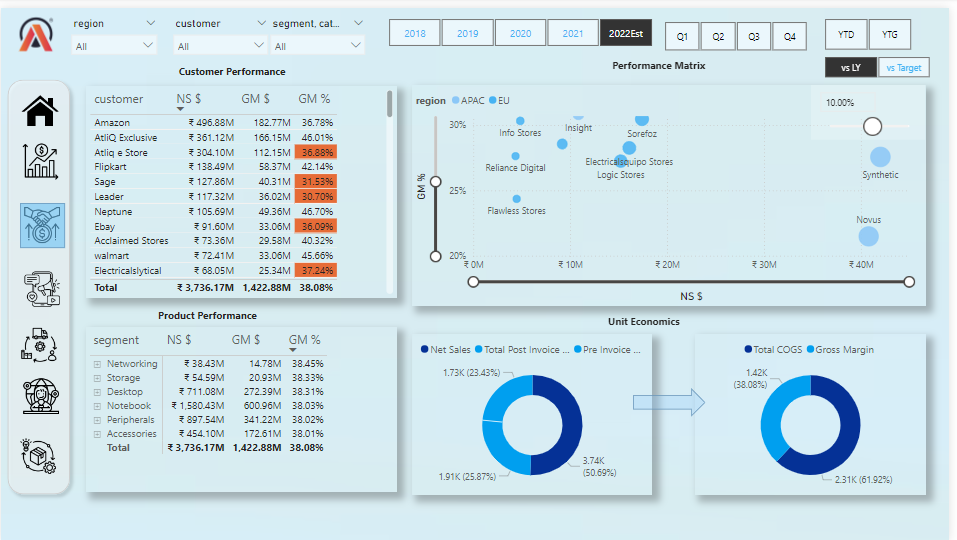 region customer segment, cat...
All All All
2018 2019 2020 2021 2022Est Q1 Q2 Q3 Q4 YTD YTG
vs LY vs Target
Customer Performance
customer NS $ GM $ GM %
Amazon ₹ 496.88M 182.77M 36.78%
AtliQ Exclusive ₹ 361.12M 166.15M 46.01%
Atliq e Store ₹ 304.10M 112.15M 36.88%
Flipkart ₹ 138.49M 58.37M 42.14%
Sage ₹ 127.86M 40.31M 31.53%
Leader ₹ 117.32M 36.02M 30.70%
Neptune ₹ 105.69M 49.36M 46.70%
Ebay ₹ 91.60M 33.06M 36.09%
Acclaimed Stores ₹ 73.36M 29.58M 40.32%
walmart ₹ 72.41M 33.06M 45.66%
Electricalslytical ₹ 68.05M 25.34M 37.24%
Total ₹ 3,736.17M 1,422.88M 38.08%
Performance Matrix
region APAC EU
10.00%
30%
25%
20%
GM %
Info Stores
Insight
Sorefoz
Reliance Digital
Electricalsquipo Stores
Logic Stores
Synthetic
Flawless Stores
Novus
₹ 0M ₹ 10M ₹ 20M ₹ 30M ₹ 40M
NS $
Product Performance
segment NS $ GM $ GM %
Networking ₹ 38.43M 14.78M 38.45%
Storage ₹ 54.59M 20.93M 38.33%
Desktop ₹ 711.08M 272.39M 38.31%
Notebook ₹ 1,580.43M 600.96M 38.03%
Peripherals ₹ 897.54M 341.22M 38.02%
Accessories ₹ 454.10M 172.61M 38.01%
Total ₹ 3,736.17M 1,422.88M 38.08%
Unit Economics
Net Sales Total Post Invoice ... Pre Invoice ...
1.73K (23.43%)
3.74K
(50.69%)
1.91K (25.87%)
Total COGS Gross Margin
1.42K
(38.08%)
2.31K (61.92%)